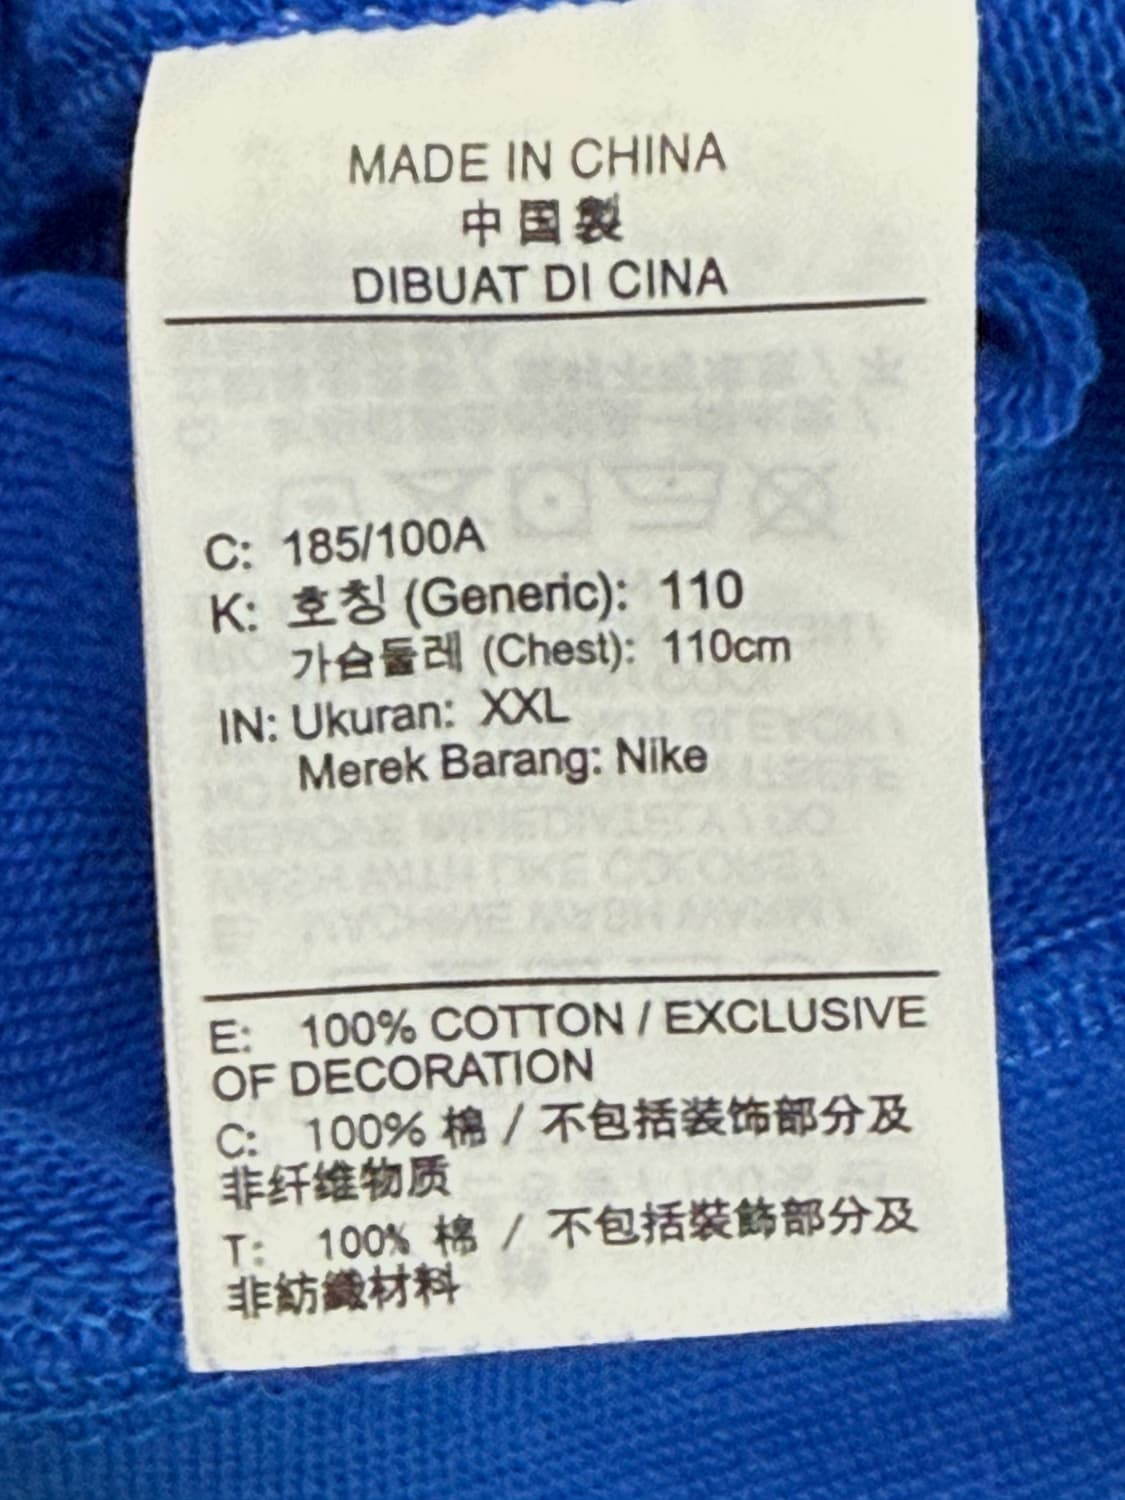 MADE IN CHINA
中国製
DIBUAT DI CINA
C: 185/100A
K: 호칭 (Generic): 110
가슴둘레 (Chest): 110cm
IN: Ukuran: XXL
Merek Barang: Nike
E: 100% COTTON / EXCLUSIVE
OF DECORATION
C: 100% 棉 / 不包括装饰部分及
非纤维物质
T: 100% 棉 / 不包括裝飾部分及
非紡織材料